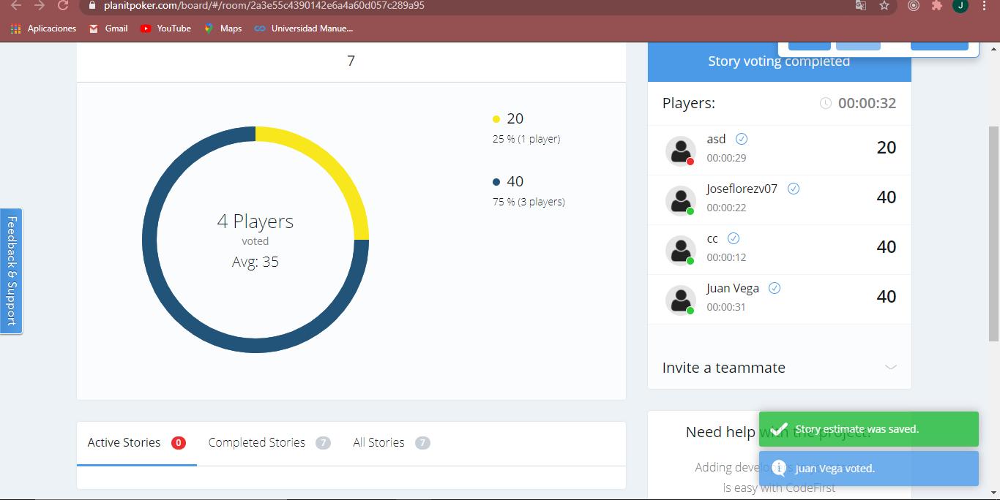 planitpoker.com/board/#/room/2a3e55c4390142e6a4a60d057c289a95
J
Aplicaciones
Gmail
YouTube
Maps
Universidad Manue...
7
20
25 % (1 player)
40
75 % (3 players)
4 Players
voted
Avg: 35
Feedback & Support
Active Stories 0
Completed Stories 7
All Stories 7
Story voting completed
Players:
00:00:32
asd
00:00:29
20
Joseflorezv07
00:00:22
40
cc
00:00:12
40
Juan Vega
00:00:31
40
Invite a teammate
Need help with the project?
Adding develo
is easy with CodeFirst
Story estimate was saved.
Juan Vega voted.